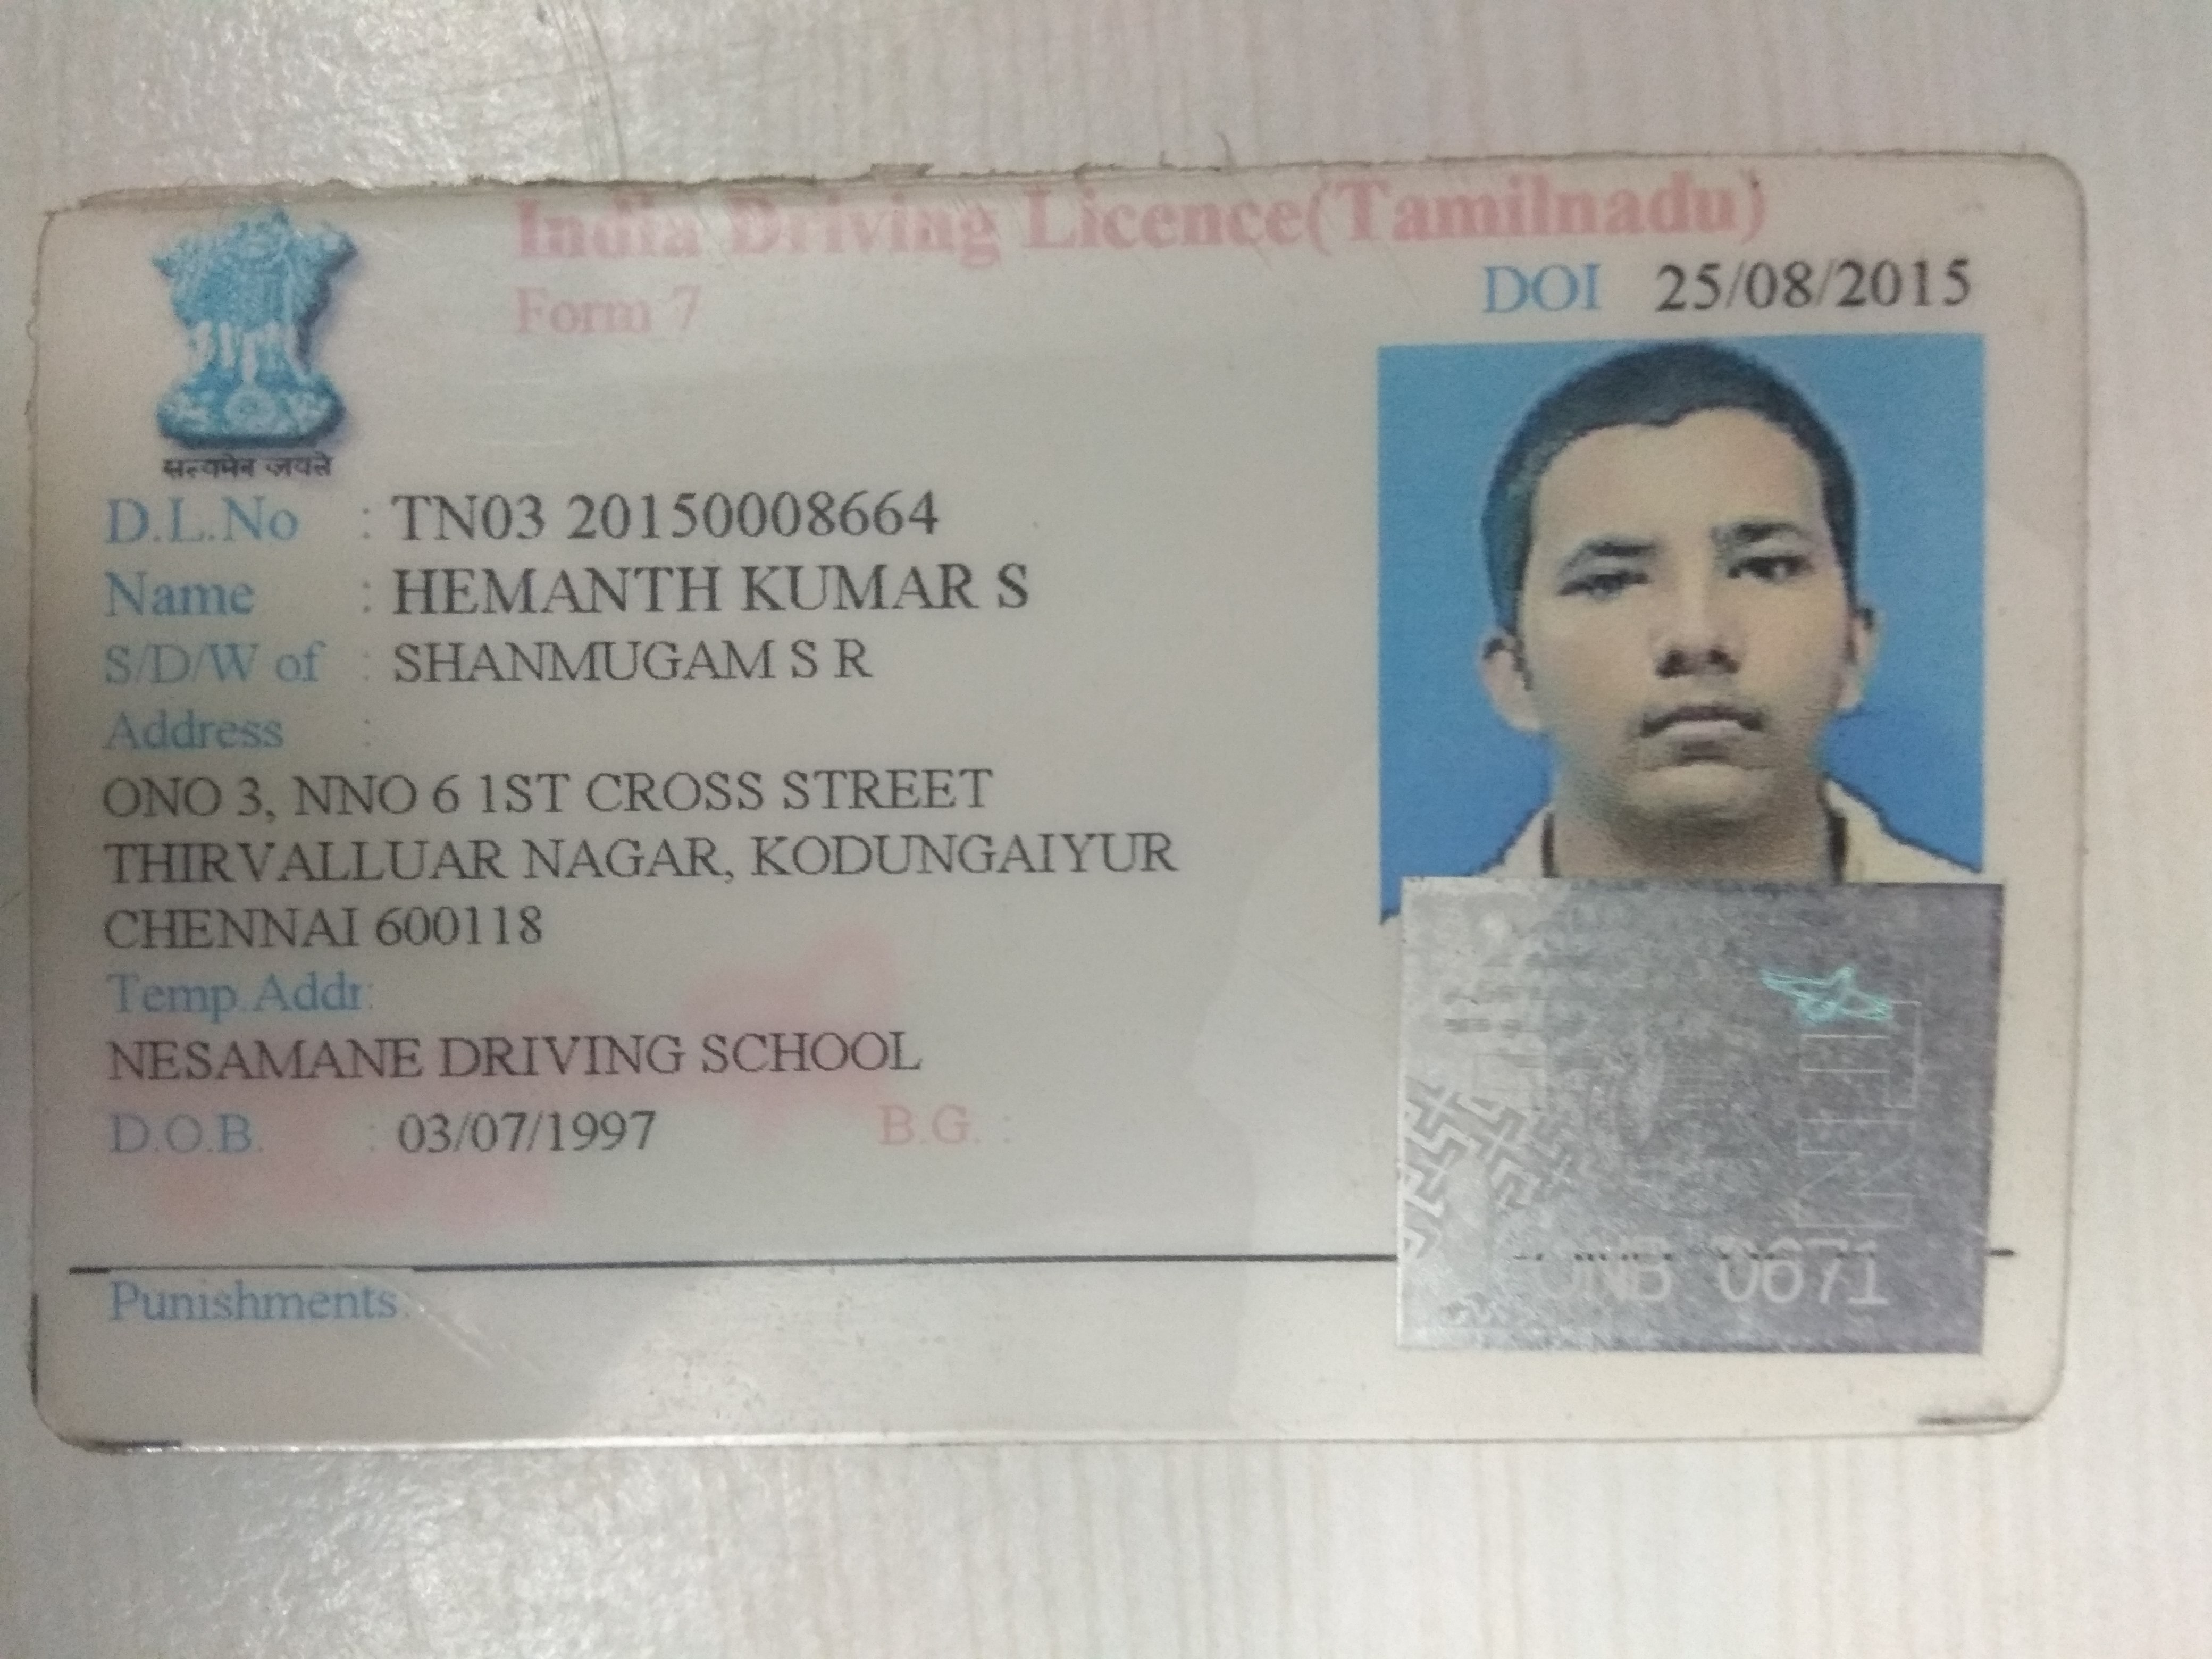 India Driving Licence(Tamilnadu)
Form 7
DOI 25/08/2015
सत्यमेव जयते
D.L.No : TN03 20150008664
Name : HEMANTH KUMAR S
S/D/W of : SHANMUGAM S R
Address :
ONO 3, NNO 6 1ST CROSS STREET
THIRVALLUAR NAGAR, KODUNGAIYUR
CHENNAI 600118
Temp.Addr:
NESAMANE DRIVING SCHOOL
D.O.B. : 03/07/1997 B.G. :
Punishments:
0671